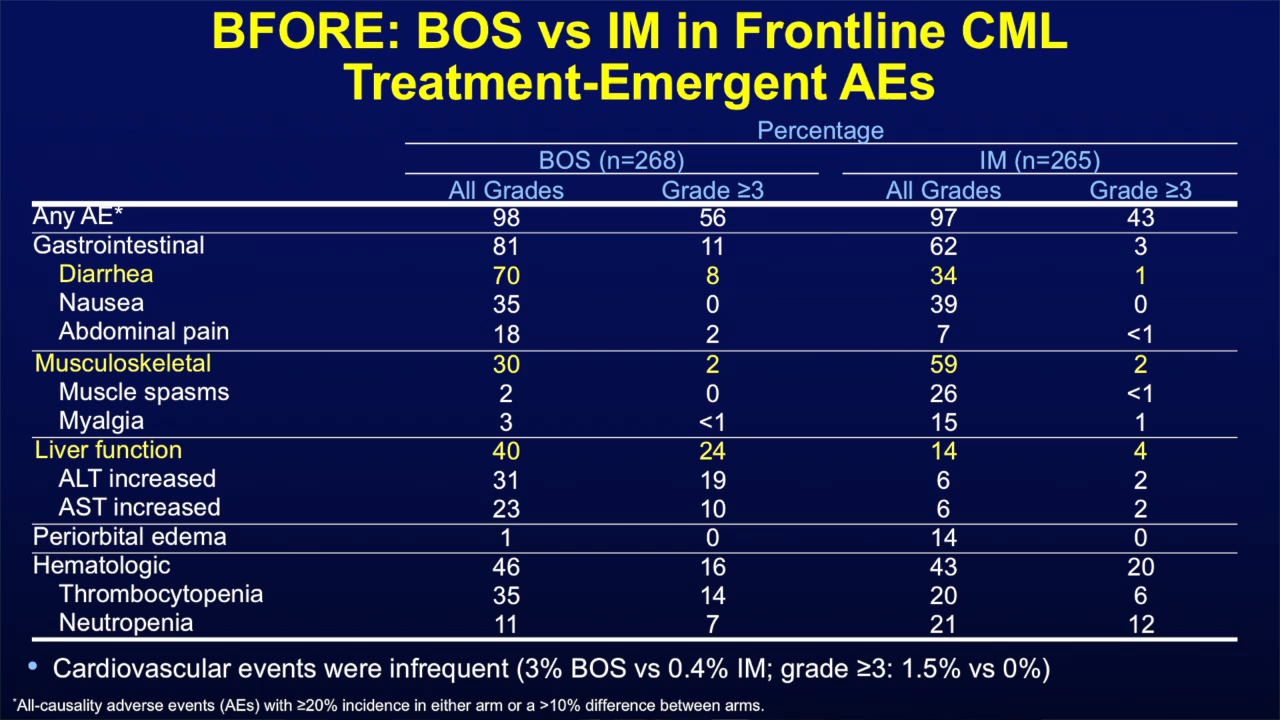 BFORE: BOS vs IM in Frontline CML
Treatment-Emergent AEs
Percentage
BOS (n=268) IM (n=265)
All Grades Grade ≥3 All Grades Grade ≥3
Any AE* 98 56 97 43
Gastrointestinal 81 11 62 3
Diarrhea 70 8 34 1
Nausea 35 0 39 0
Abdominal pain 18 2 7 <1
Musculoskeletal 30 2 59 2
Muscle spasms 2 0 26 <1
Myalgia 3 <1 15 1
Liver function 40 24 14 4
ALT increased 31 19 6 2
AST increased 23 10 6 2
Periorbital edema 1 0 14 0
Hematologic 46 16 43 20
Thrombocytopenia 35 14 20 6
Neutropenia 11 7 21 12
• Cardiovascular events were infrequent (3% BOS vs 0.4% IM; grade ≥3: 1.5% vs 0%)
*All-causality adverse events (AEs) with ≥20% incidence in either arm or a >10% difference between arms.